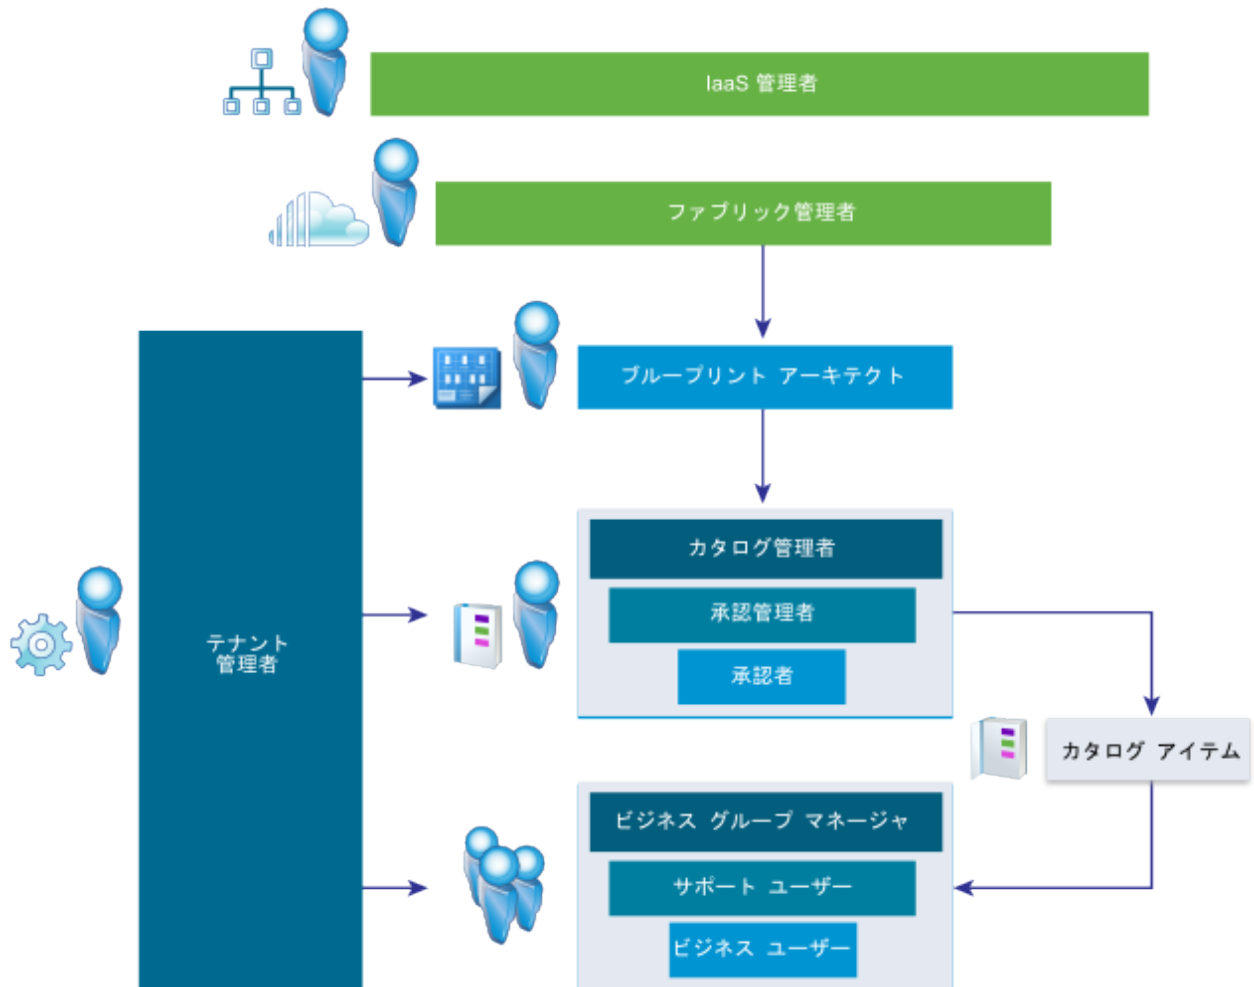 IaaS 管理者
ファブリック管理者
ブループリント アーキテクト
カタログ管理者
承認管理者
承認者
テナント
管理者
カタログ アイテム
ビジネス グループ マネージャ
サポート ユーザー
ビジネス ユーザー